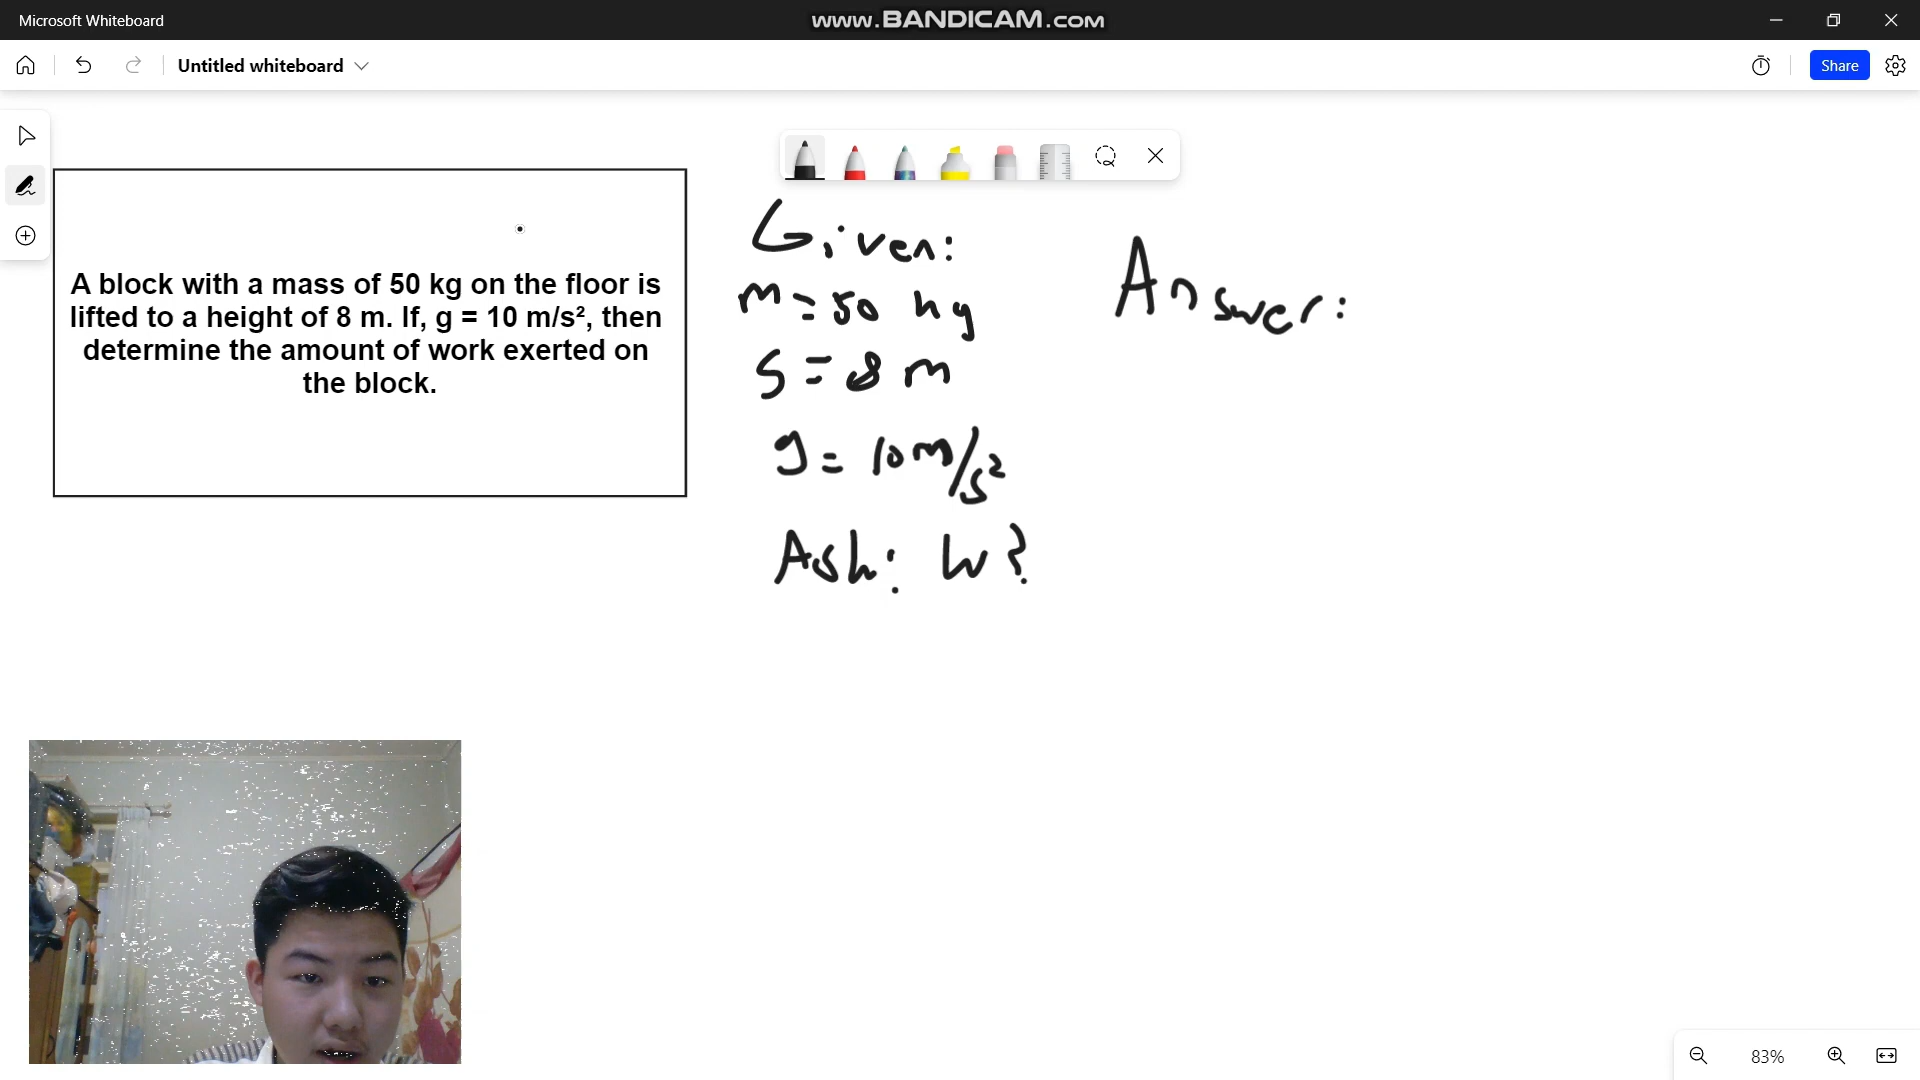 Microsoft Whiteboard
www.BANDICAM.com
Untitled whiteboard
Share
A block with a mass of 50 kg on the floor is
lifted to a height of 8 m. If, g = 10 m/s², then
determine the amount of work exerted on
the block.
Given:
m = 50 kg
s = 8 m
g = 10 m/s²
Ask: W?
Answer:
83%